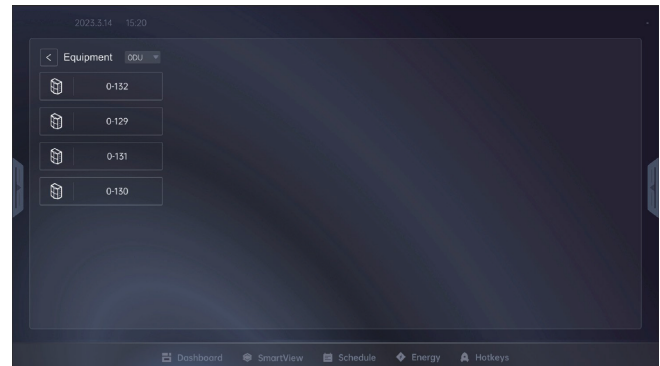 2023.3.14 15:20
< Equipment ODU
0-132
0-129
0-131
0-130
Dashboard SmartView Schedule Energy Hotkeys